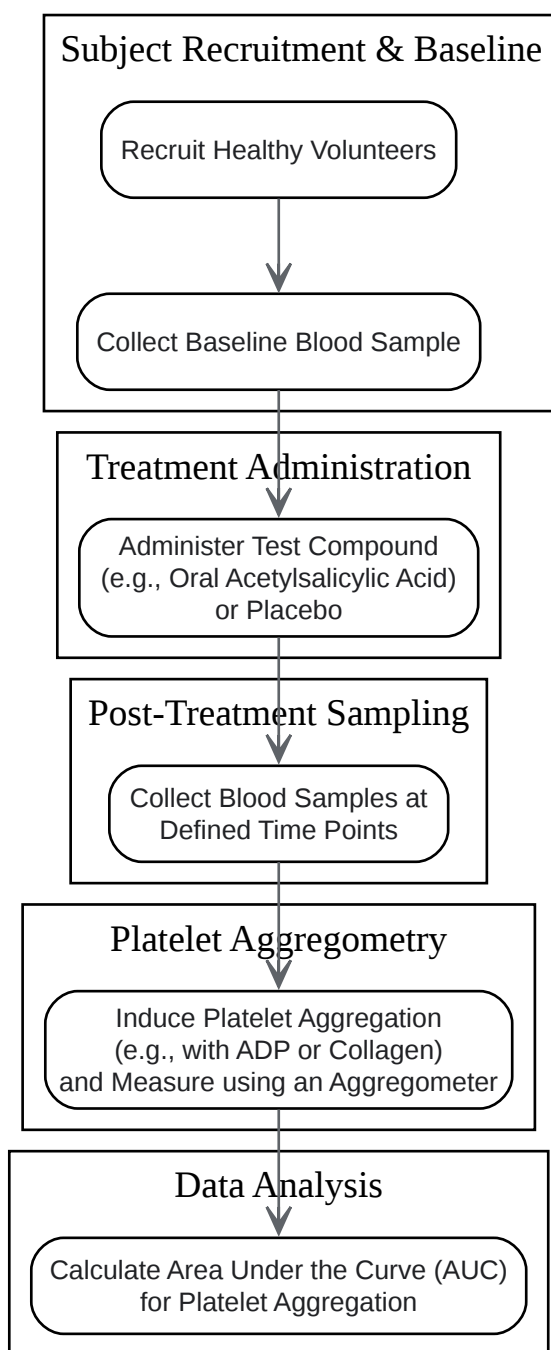 Subject Recruitment & Baseline
Recruit Healthy Volunteers
Collect Baseline Blood Sample
Treatment Administration
Administer Test Compound
(e.g., Oral Acetylsalicylic Acid)
or Placebo
Post-Treatment Sampling
Collect Blood Samples at
Defined Time Points
Platelet Aggregometry
Induce Platelet Aggregation
(e.g., with ADP or Collagen)
and Measure using an Aggregometer
Data Analysis
Calculate Area Under the Curve (AUC)
for Platelet Aggregation